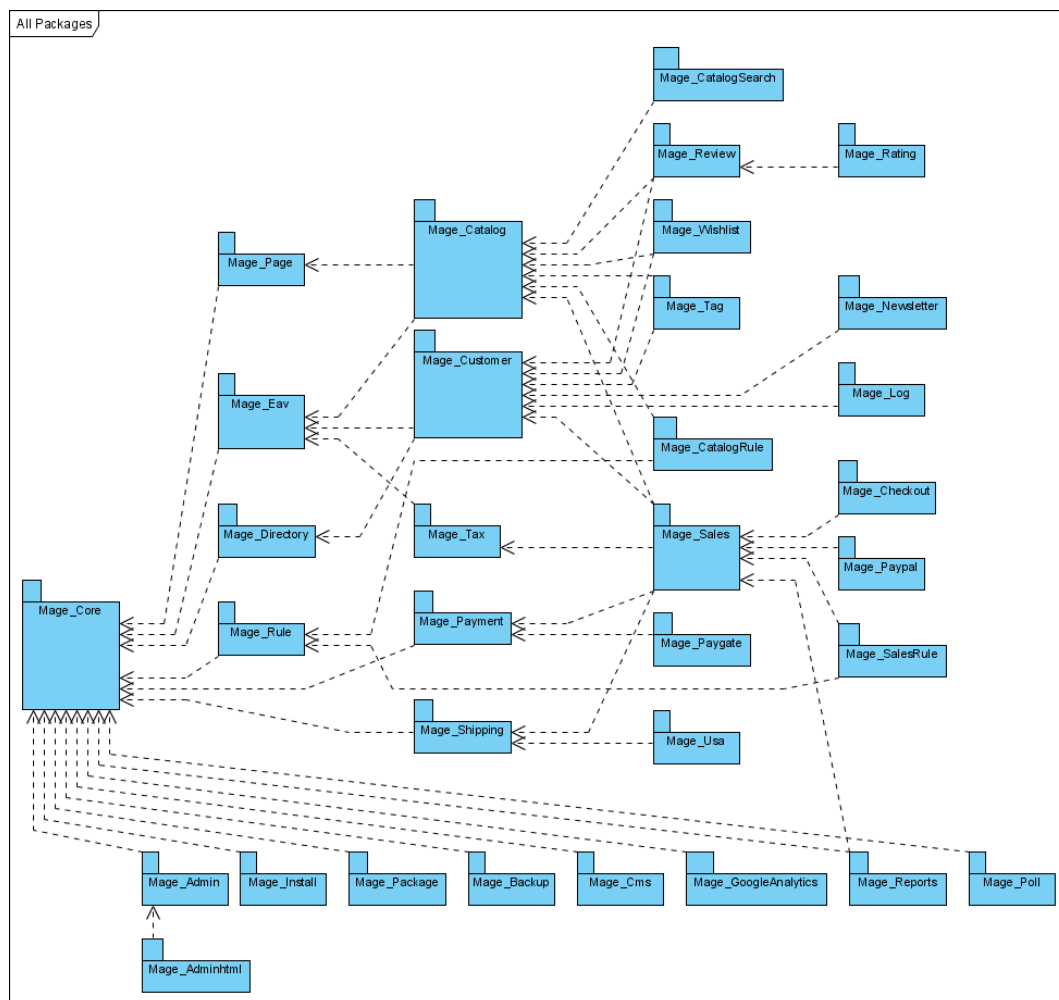 All Packages
Mage_CatalogSearch
Mage_Review
Mage_Rating
Mage_Catalog
Mage_Wishlist
Mage_Page
Mage_Tag
Mage_Newsletter
Mage_Customer
Mage_Eav
Mage_Log
Mage_CatalogRule
Mage_Checkout
Mage_Directory
Mage_Tax
Mage_Sales
Mage_Paypal
Mage_Core
Mage_Rule
Mage_Payment
Mage_Paygate
Mage_SalesRule
Mage_Shipping
Mage_Usa
Mage_Admin
Mage_Install
Mage_Package
Mage_Backup
Mage_Cms
Mage_GoogleAnalytics
Mage_Reports
Mage_Poll
Mage_Adminhtml